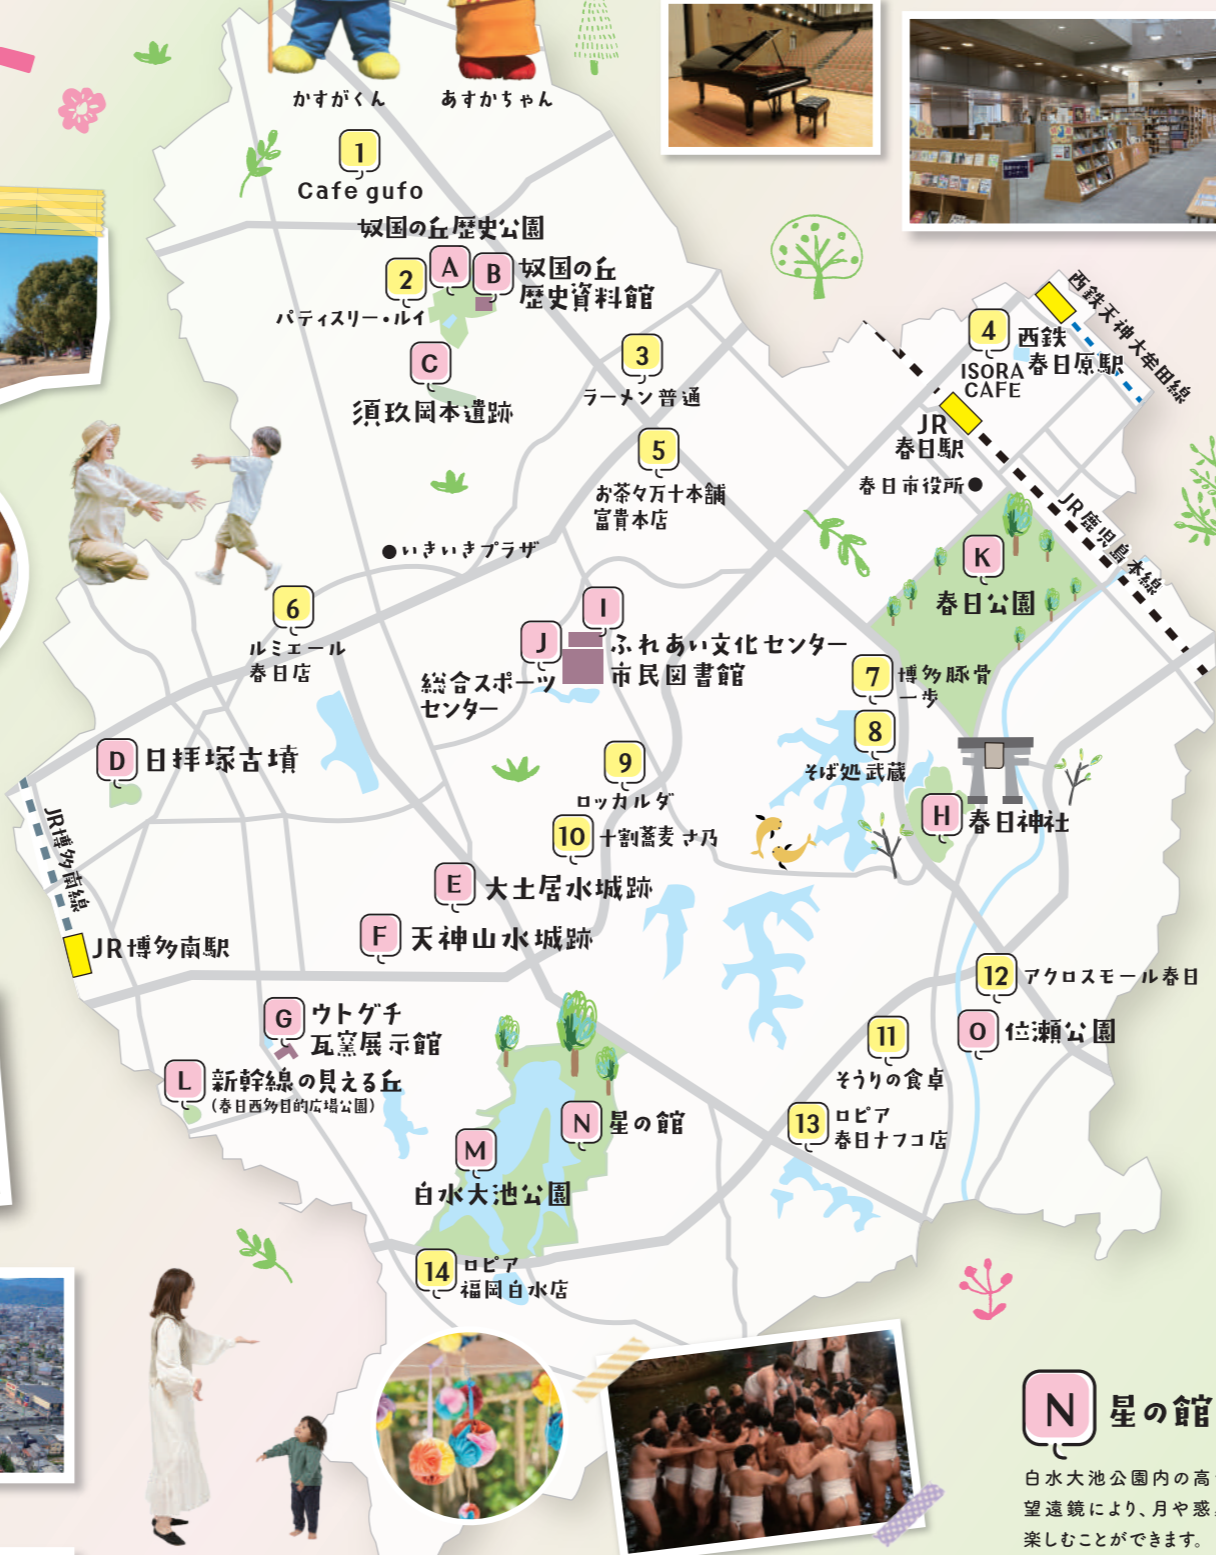 かすがくん
あすかちゃん
1
Cafe gufo
奴国の丘歴史公園
2
A
B
奴国の丘
歴史資料館
パティスリー・ルイ
C
須玖岡本遺跡
3
ラーメン普通
4
西鉄
春日原駅
ISORA
CAFE
西鉄天神大牟田線
JR
春日駅
5
お茶々万十本舗
富貴本店
春日市役所
JR鹿児島本線
いきいきプラザ
K
春日公園
6
ルミエール
春日店
I
J
ふれあい文化センター
市民図書館
総合スポーツ
センター
7
博多豚骨
一歩
8
そば処 武蔵
D
日拝塚古墳
9
ロッカルダ
10
十割蕎麦 さ乃
H
春日神社
JR博多南線
E
大土居水城跡
F
天神山水城跡
JR博多南駅
12
アクロスモール春日
G
ウトグチ
瓦窯展示館
11
そうりの食卓
O
位瀬公園
L
新幹線の見える丘
(春日西多目的広場公園)
N
星の館
13
ロピア
春日ナフコ店
M
白水大池公園
14
ロピア
福岡白水店
N
星の館
白水大池公園内の高
望遠鏡により、月や惑
楽しむことができます。